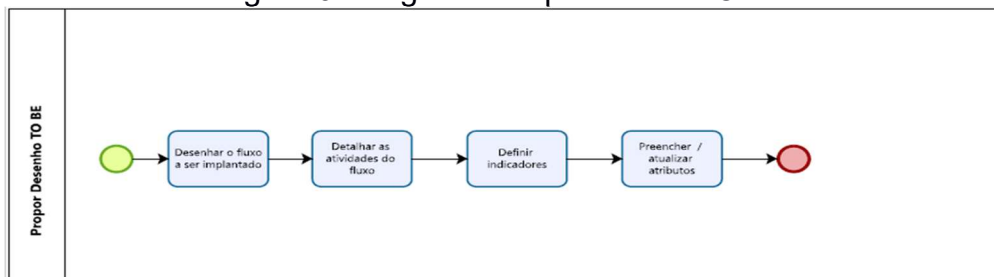 Propor Desenho TO BE
Desenhar o fluxo
a ser implantado
Detalhar as
atividades do
fluxo
Definir
indicadores
Preencher /
atualizar
atributos